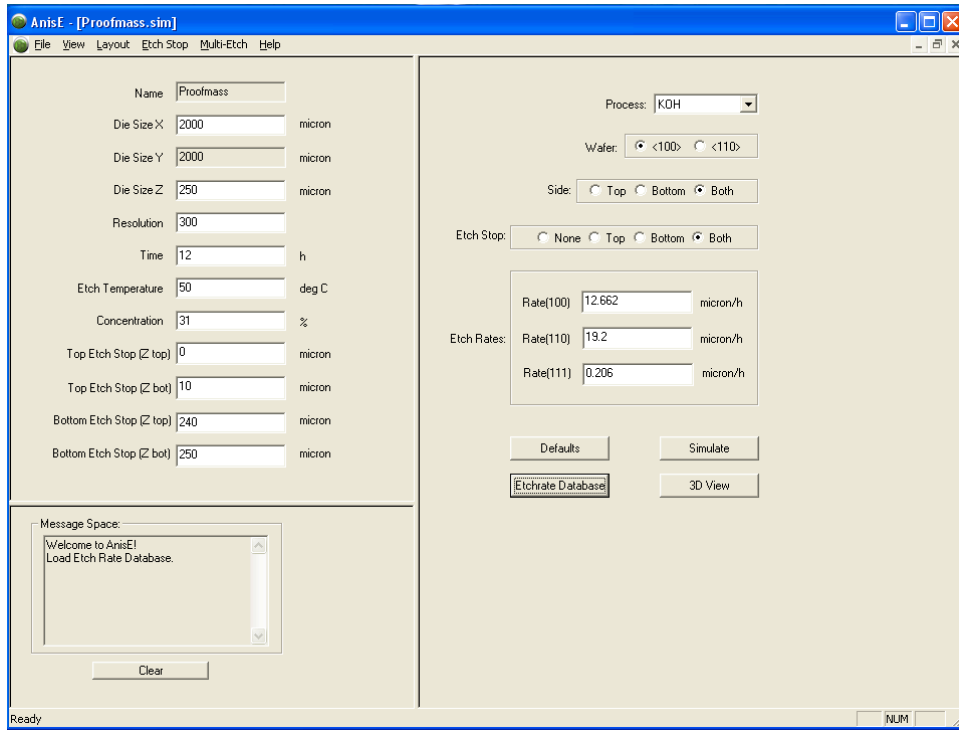 AnisE - [Proofmass.sim]
File View Layout Etch Stop Multi-Etch Help
Name Proofmass
Die Size X 2000 micron
Die Size Y 2000 micron
Die Size Z 250 micron
Resolution 300
Time 12 h
Etch Temperature 50 deg C
Concentration 31 %
Top Etch Stop (Z top) 0 micron
Top Etch Stop (Z bot) 10 micron
Bottom Etch Stop (Z top) 240 micron
Bottom Etch Stop (Z bot) 250 micron
Process: KOH
Wafer: <100> <110>
Side: Top Bottom Both
Etch Stop: None Top Bottom Both
Etch Rates:
Rate(100) 12.662 micron/h
Rate(110) 19.2 micron/h
Rate(111) 0.206 micron/h
Defaults Simulate
Etchrate Database 3D View
Message Space:
Welcome to AnisE!
Load Etch Rate Database.
Clear
Ready NUM